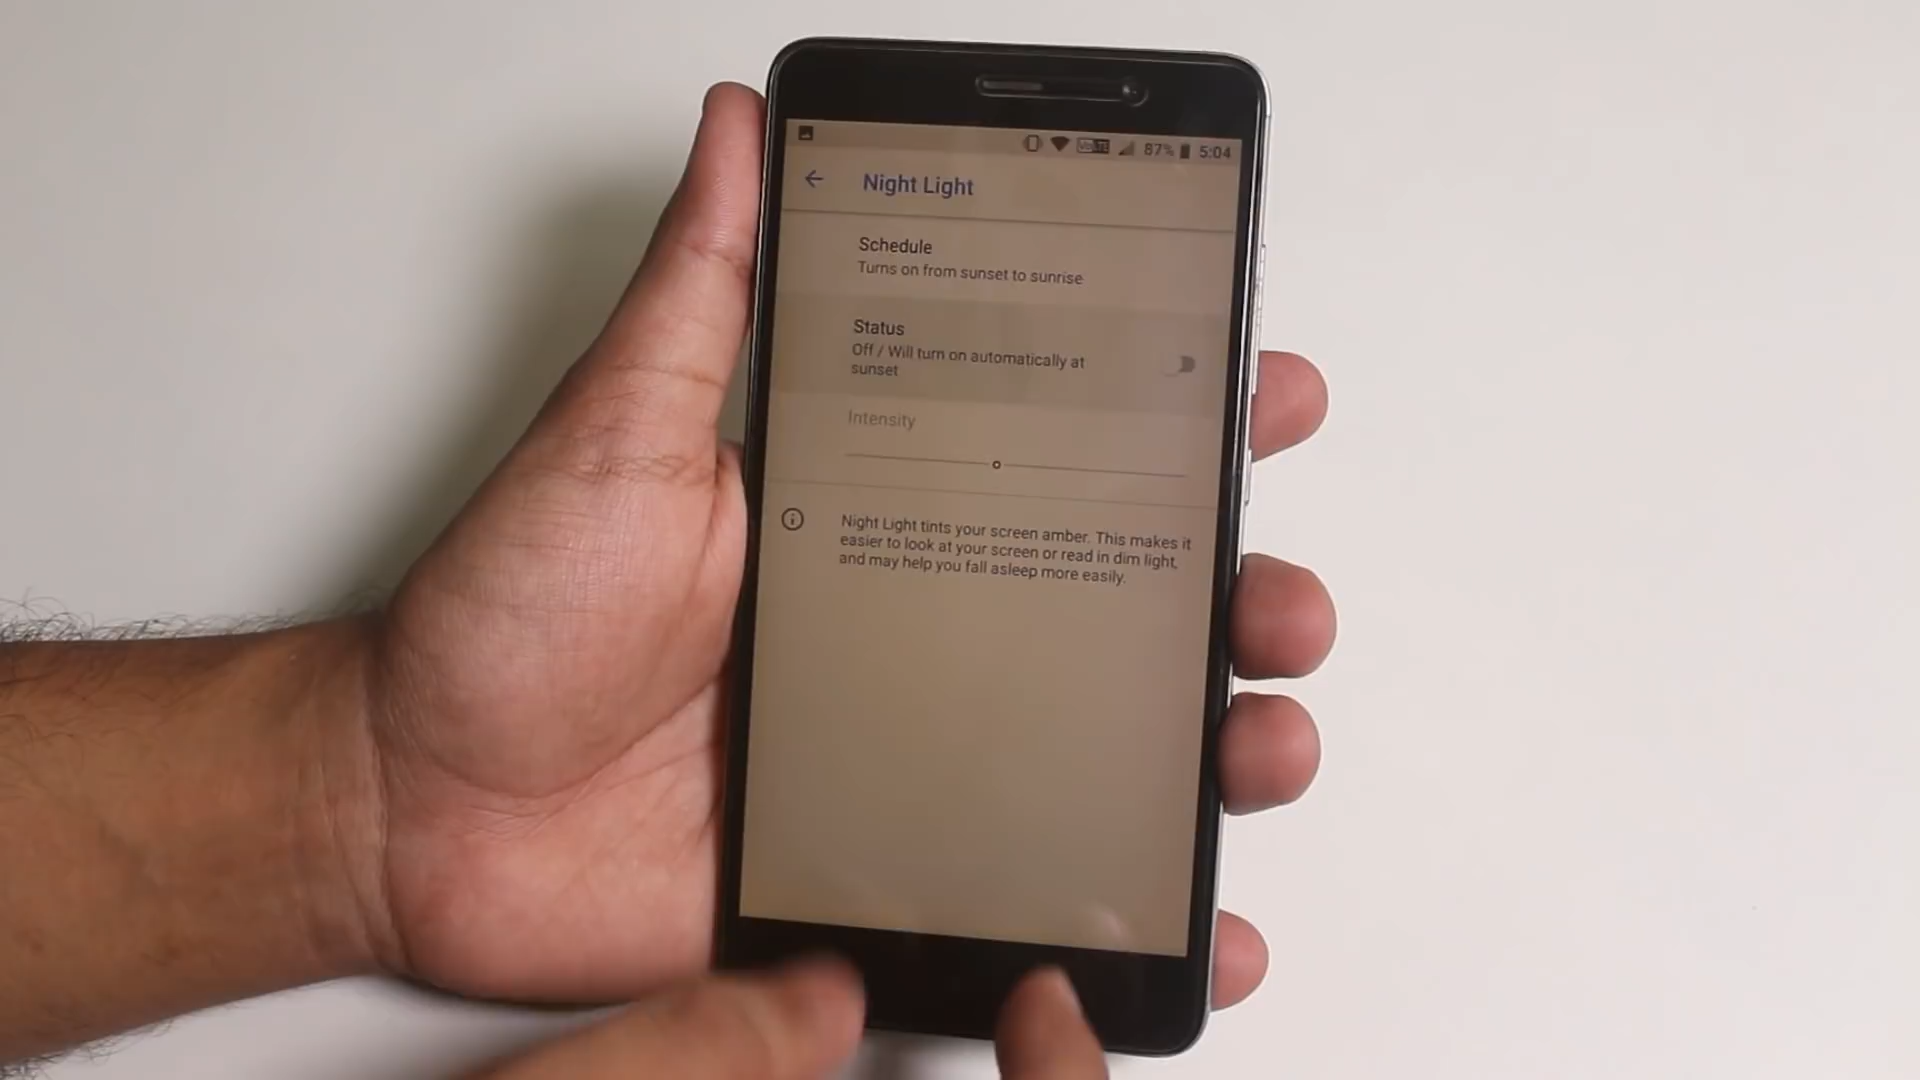 VoLTE 87% 5:04
Night Light
Schedule
Turns on from sunset to sunrise
Status
Off / Will turn on automatically at
sunset
Intensity
Night Light tints your screen amber. This makes it
easier to look at your screen or read in dim light,
and may help you fall asleep more easily.